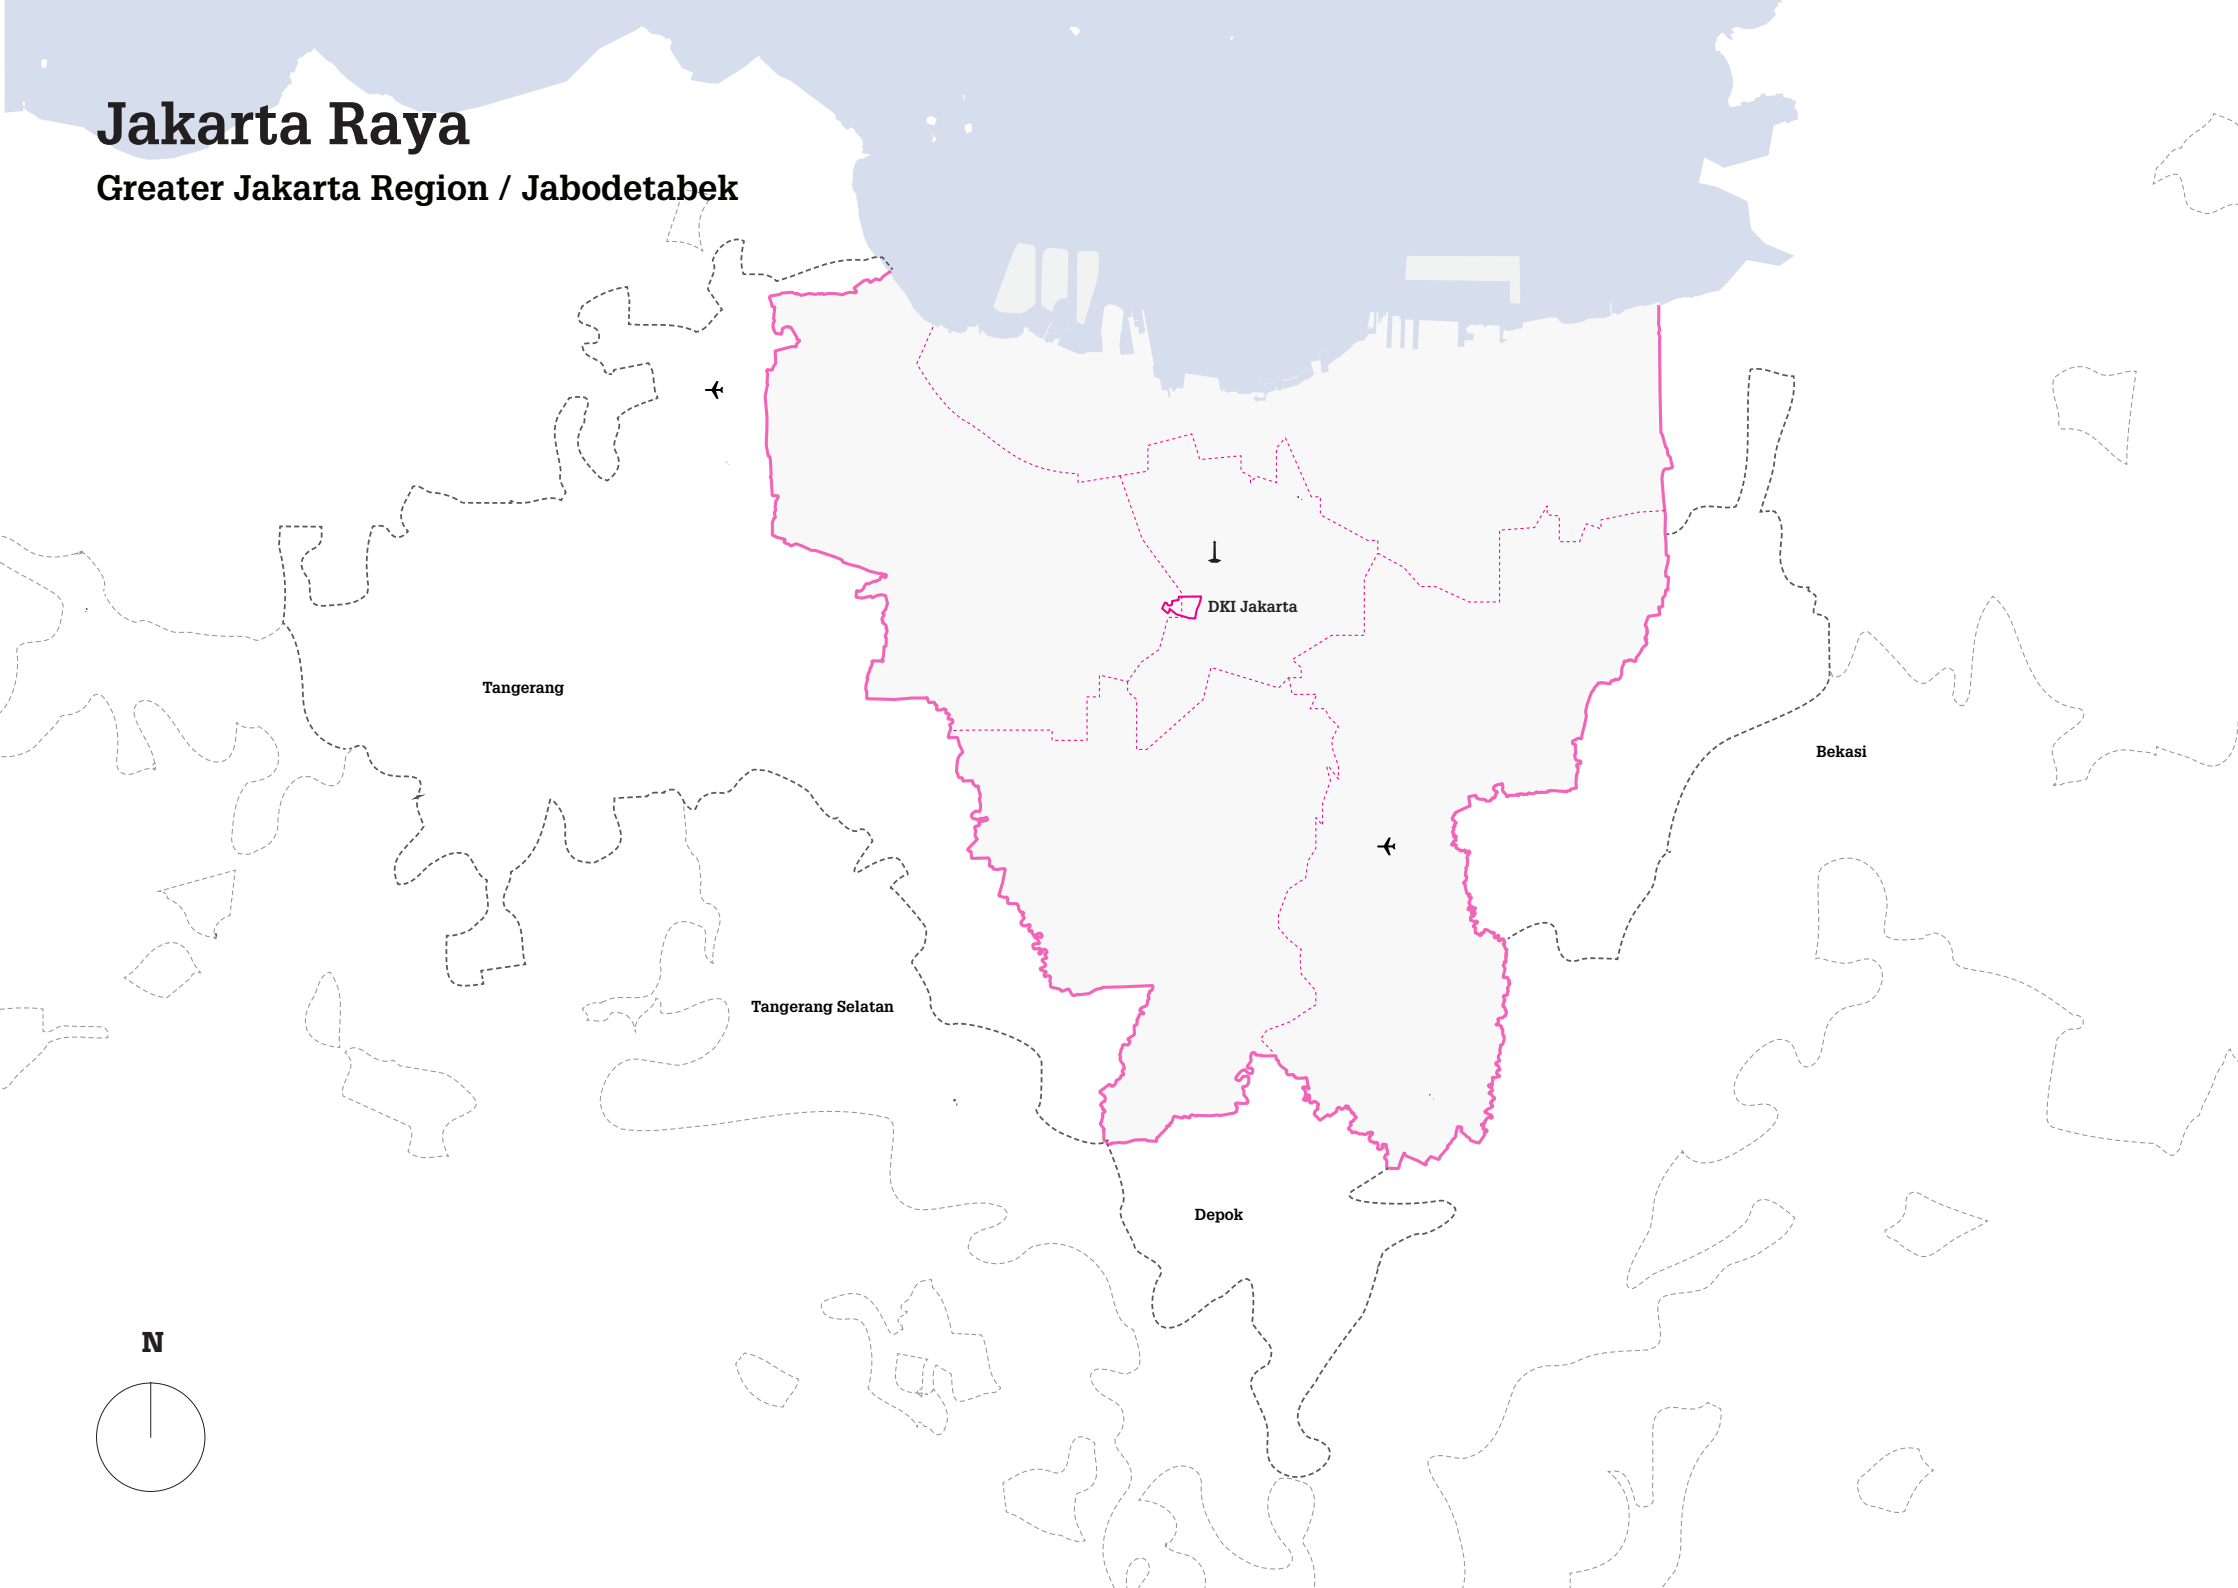 Jakarta Raya
Greater Jakarta Region / Jabodetabek
DKI Jakarta
Tangerang
Bekasi
Tangerang Selatan
Depok
N